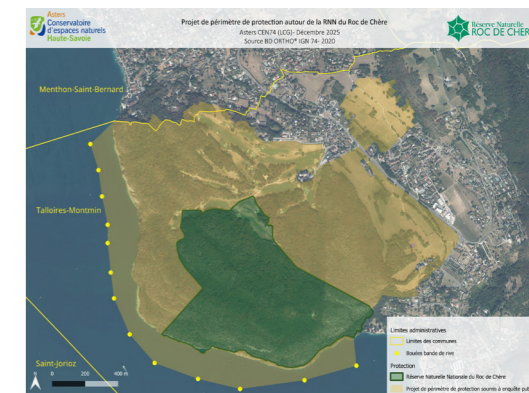 Asters
Conservatoire
d'espaces naturels
Haute-Savoie
Projet de périmètre de protection autour de la RNN du Roc de Chère
Asters CEN74 (LCG)- Décembre 2025
Source BD ORTHO® IGN 74- 2020
Réserve Naturelle
ROC DE CHÈRE
Menthon-Saint-Bernard
Talloires-Montmin
Saint-Jorioz
N
0 200 400 m
Limites administratives
Limites des communes
Bouées bande de rive
Protection
Réserve Naturelle Nationale du Roc de Chère
Projet de périmètre de protection soumis à enquête pub